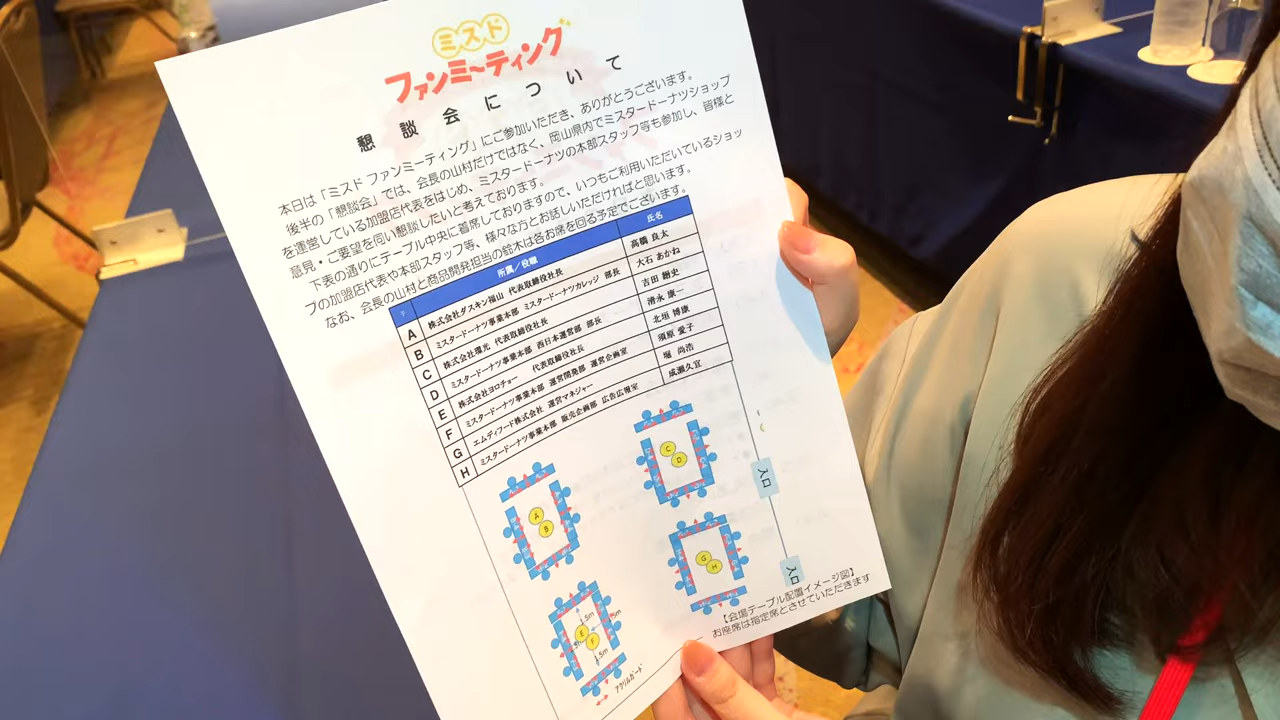 ミスド
ファンミーティング
懇談会について
本日は「ミスド ファンミーティング」にご参加いただき、ありがとうございます。
後半の「懇談会」では、会長の山村だけではなく、岡山県内でミスタードーナツショップ
を運営している加盟店代表をはじめ、ミスタードーナツの本部スタッフ等も参加し、皆様と
意見・ご要望を伺い懇談したいと考えております。
下表の通りにテーブル中央に着席しておりますので、いつもご利用いただいているショッ
プの加盟店代表や本部スタッフ等、様々な方とお話しいただければと思います。
なお、会長の山村と商品開発担当の鈴木は各お席を回る予定でございます。
所属/役職 氏名
A 株式会社ダスキン福山 代表取締役社長 高橋 良太
B ミスタードーナツ事業本部 ミスタードーナツカレッジ 部長 大石 あかね
C 株式会社環光 代表取締役社長 吉田
D ミスタードーナツ事業本部 西日本運営部 部長 清水 康一
E 株式会社ヨロチョー 代表取締役社長 北垣 博康
F ミスタードーナツ事業本部 運営開発部 運営企画室 須原 愛子
G エムディフード株式会社 運営マネジャー 堀 尚浩
H ミスタードーナツ事業本部 販売企画部 広告広報室 成瀬久宜
C
D
入口
A
B
G
H
入口
E
F
1.5m
アクリルガード
【会場テーブル配置イメージ図】
お座席は指定席とさせていただきます